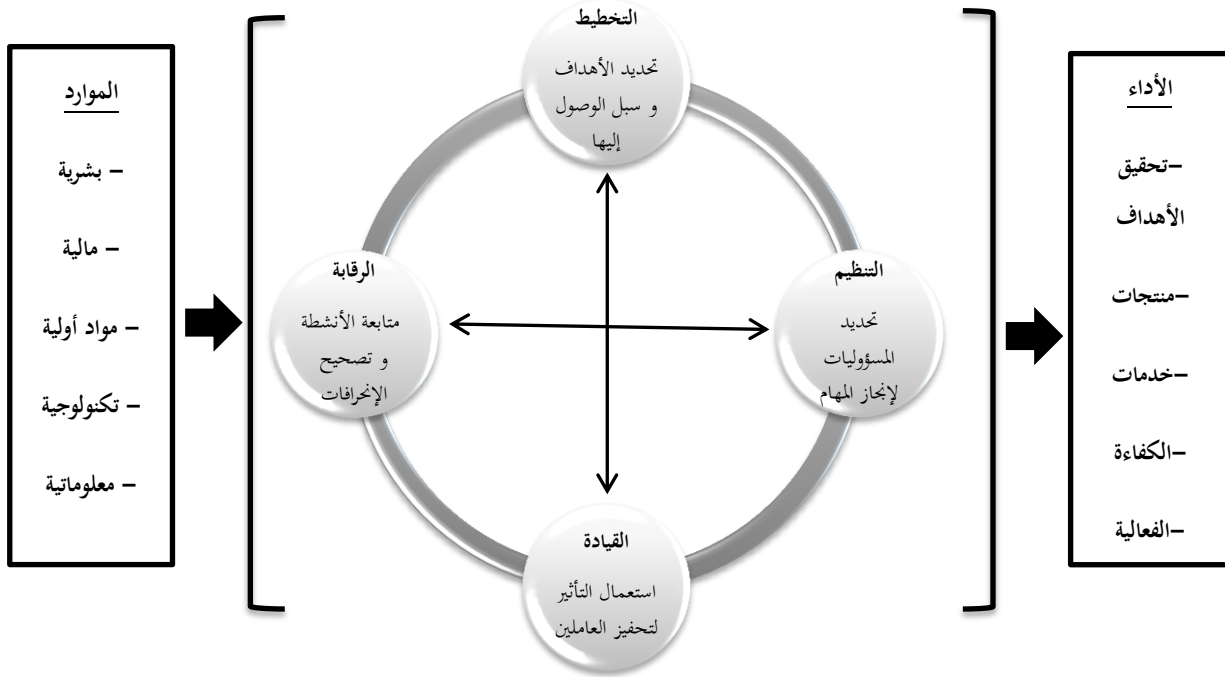 التخطيط
تحديد الأهداف
و سبل الوصول
إليها
الأداء
–تحقيق
الأهداف
–منتجات
–خدمات
–الكفاءة
–الفعالية
التنظيم
تحديد
المسؤوليات
لإنجاز المهام
القيادة
استعمال التأثير
لتحفيز العاملين
الرقابة
متابعة الأنشطة
و تصحيح
الإنحرافات
الموارد
– بشرية
– مالية
– مواد أولية
– تكنولوجية
– معلوماتية